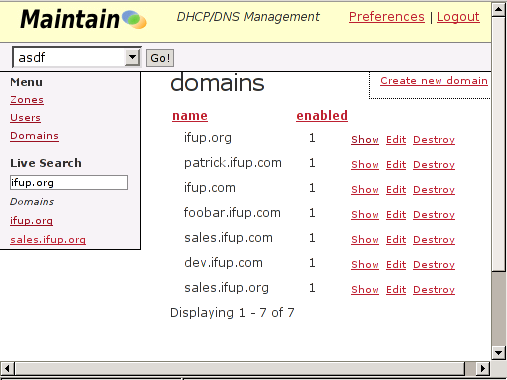 Maintain DHCP/DNS Management Preferences | Logout
asdf Go!
Menu
Zones
Users
Domains
Live Search
ifup.org
Domains
ifup.org
sales.ifup.org
domains
Create new domain
name enabled
ifup.org 1 Show Edit Destroy
patrick.ifup.com 1 Show Edit Destroy
ifup.com 1 Show Edit Destroy
foobar.ifup.com 1 Show Edit Destroy
sales.ifup.com 1 Show Edit Destroy
dev.ifup.com 1 Show Edit Destroy
sales.ifup.org 1 Show Edit Destroy
Displaying 1 - 7 of 7